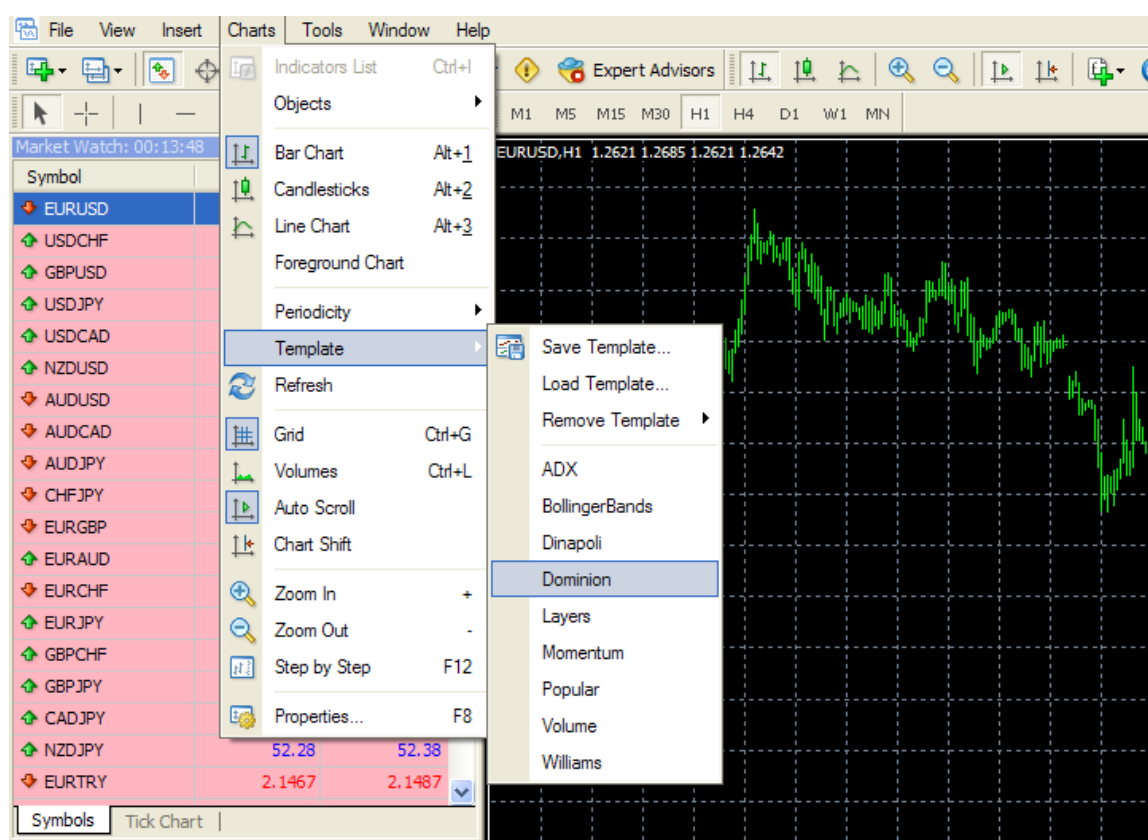 File View Insert Charts Tools Window Help
Expert Advisors
M1 M5 M15 M30 H1 H4 D1 W1 MN
Market Watch: 00:13:48
Symbol
EURUSD
USDCHF
GBPUSD
USDJPY
USDCAD
NZDUSD
AUDUSD
AUDCAD
AUDJPY
CHFJPY
EURGBP
EURAUD
EURCHF
EURJPY
GBPCHF
GBPJPY
CADJPY
NZDJPY 52.28 52.38
EURTRY 2.1467 2.1487
Symbols Tick Chart
Indicators List Ctrl+I
Objects
Bar Chart Alt+1
Candlesticks Alt+2
Line Chart Alt+3
Foreground Chart
Periodicity
Template
Refresh
Grid Ctrl+G
Volumes Ctrl+L
Auto Scroll
Chart Shift
Zoom In +
Zoom Out -
Step by Step F12
Properties... F8
Save Template...
Load Template...
Remove Template
ADX
BollingerBands
Dinapoli
Dominion
Layers
Momentum
Popular
Volume
Williams
EURUSD,H1 1.2621 1.2685 1.2621 1.2642